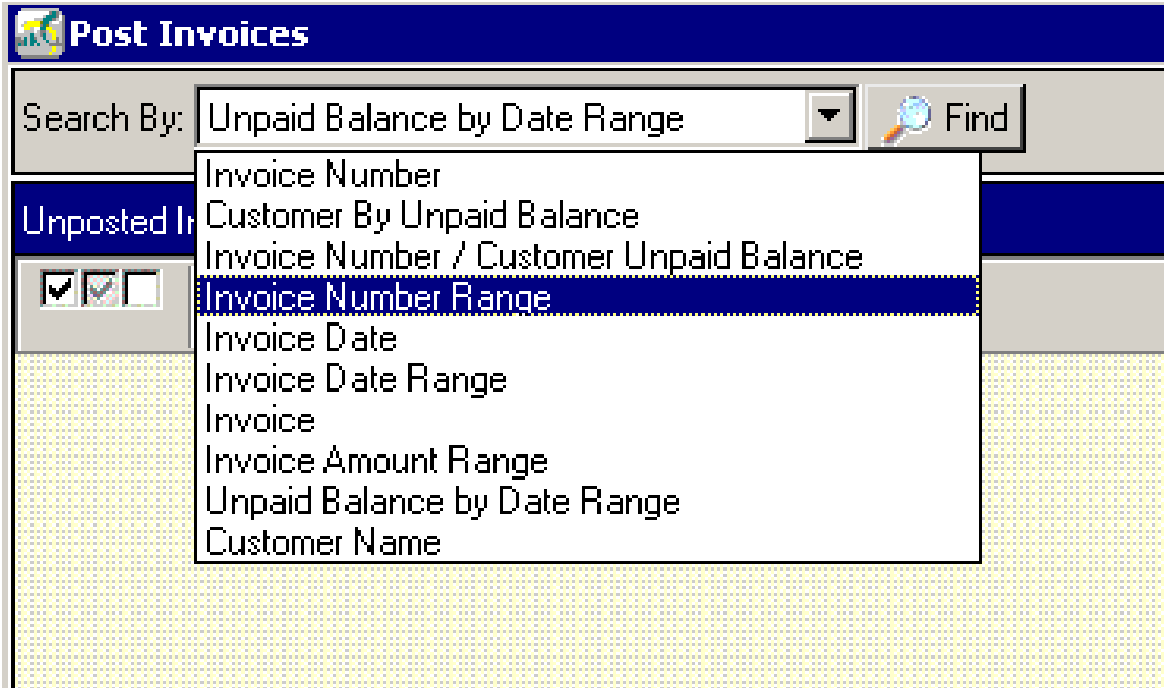 Post Invoices
Search By: Unpaid Balance by Date Range Find
Invoice Number
Customer By Unpaid Balance
Unposted
Invoice Number / Customer Unpaid Balance
Invoice Number Range
Invoice Date
Invoice Date Range
Invoice
Invoice Amount Range
Unpaid Balance by Date Range
Customer Name